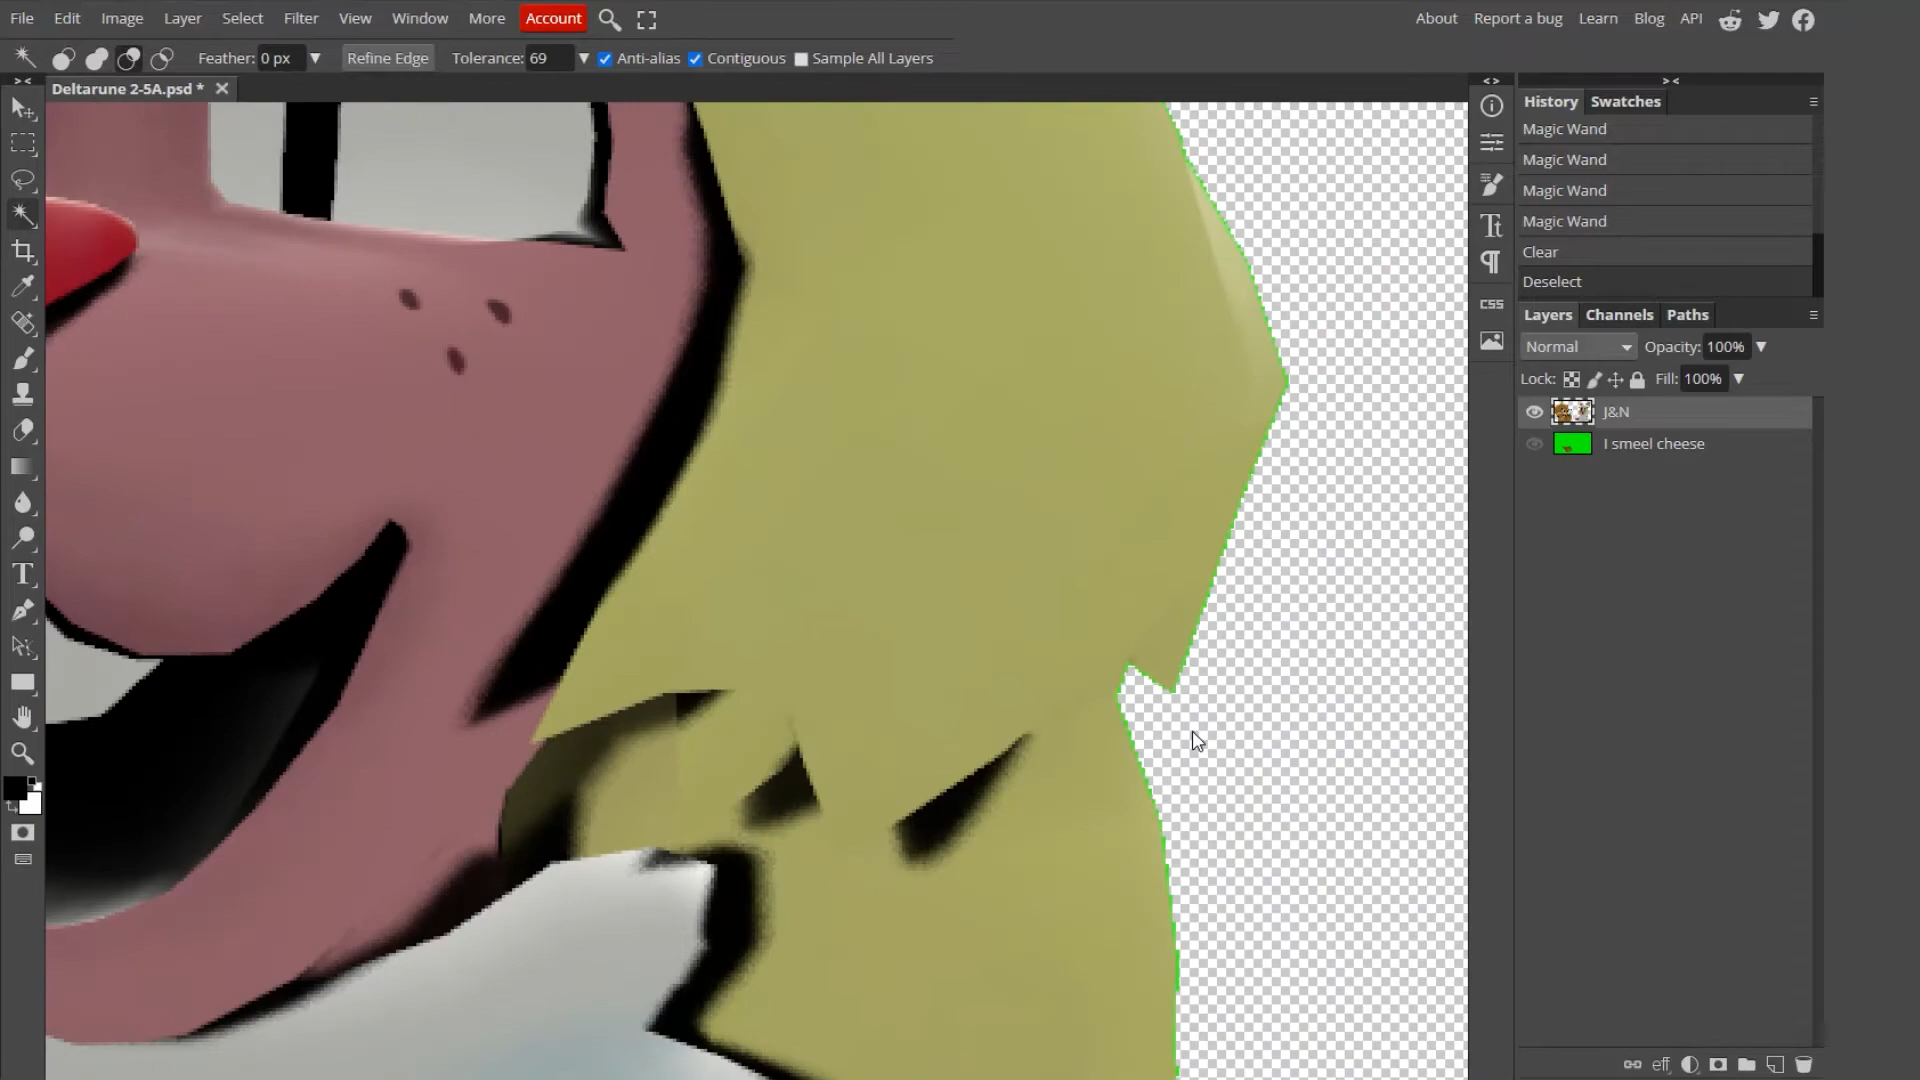 File Edit Image Layer Select Filter View Window More Account About Report a bug Learn Blog API
Feather: 0 px Refine Edge Tolerance: 69 Anti-alias Contiguous Sample All Layers
Deltarune 2-5A.psd *
History Swatches
Magic Wand
Magic Wand
Magic Wand
Magic Wand
Clear
Deselect
CSS
Layers Channels Paths
Normal Opacity: 100%
Lock: Fill: 100%
J&N
I smeel cheese
eff